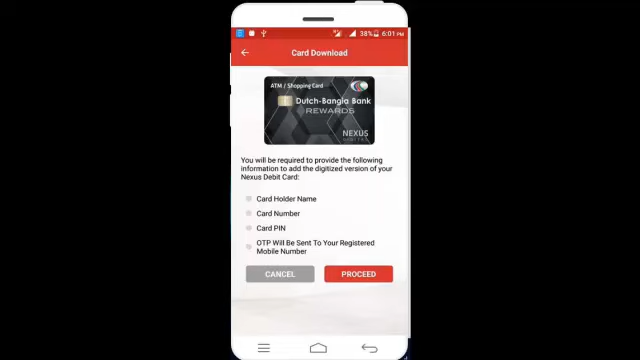 38% 6:01 PM
Card Download
ATM / Shopping Card
Dutch-Bangla Bank
REWARDS
NEXUS
You will be required to provide the following
information to add the digitized version of your
Nexus Debit Card:
Card Holder Name
Card Number
Card PIN
OTP Will Be Sent To Your Registered
Mobile Number
CANCEL PROCEED